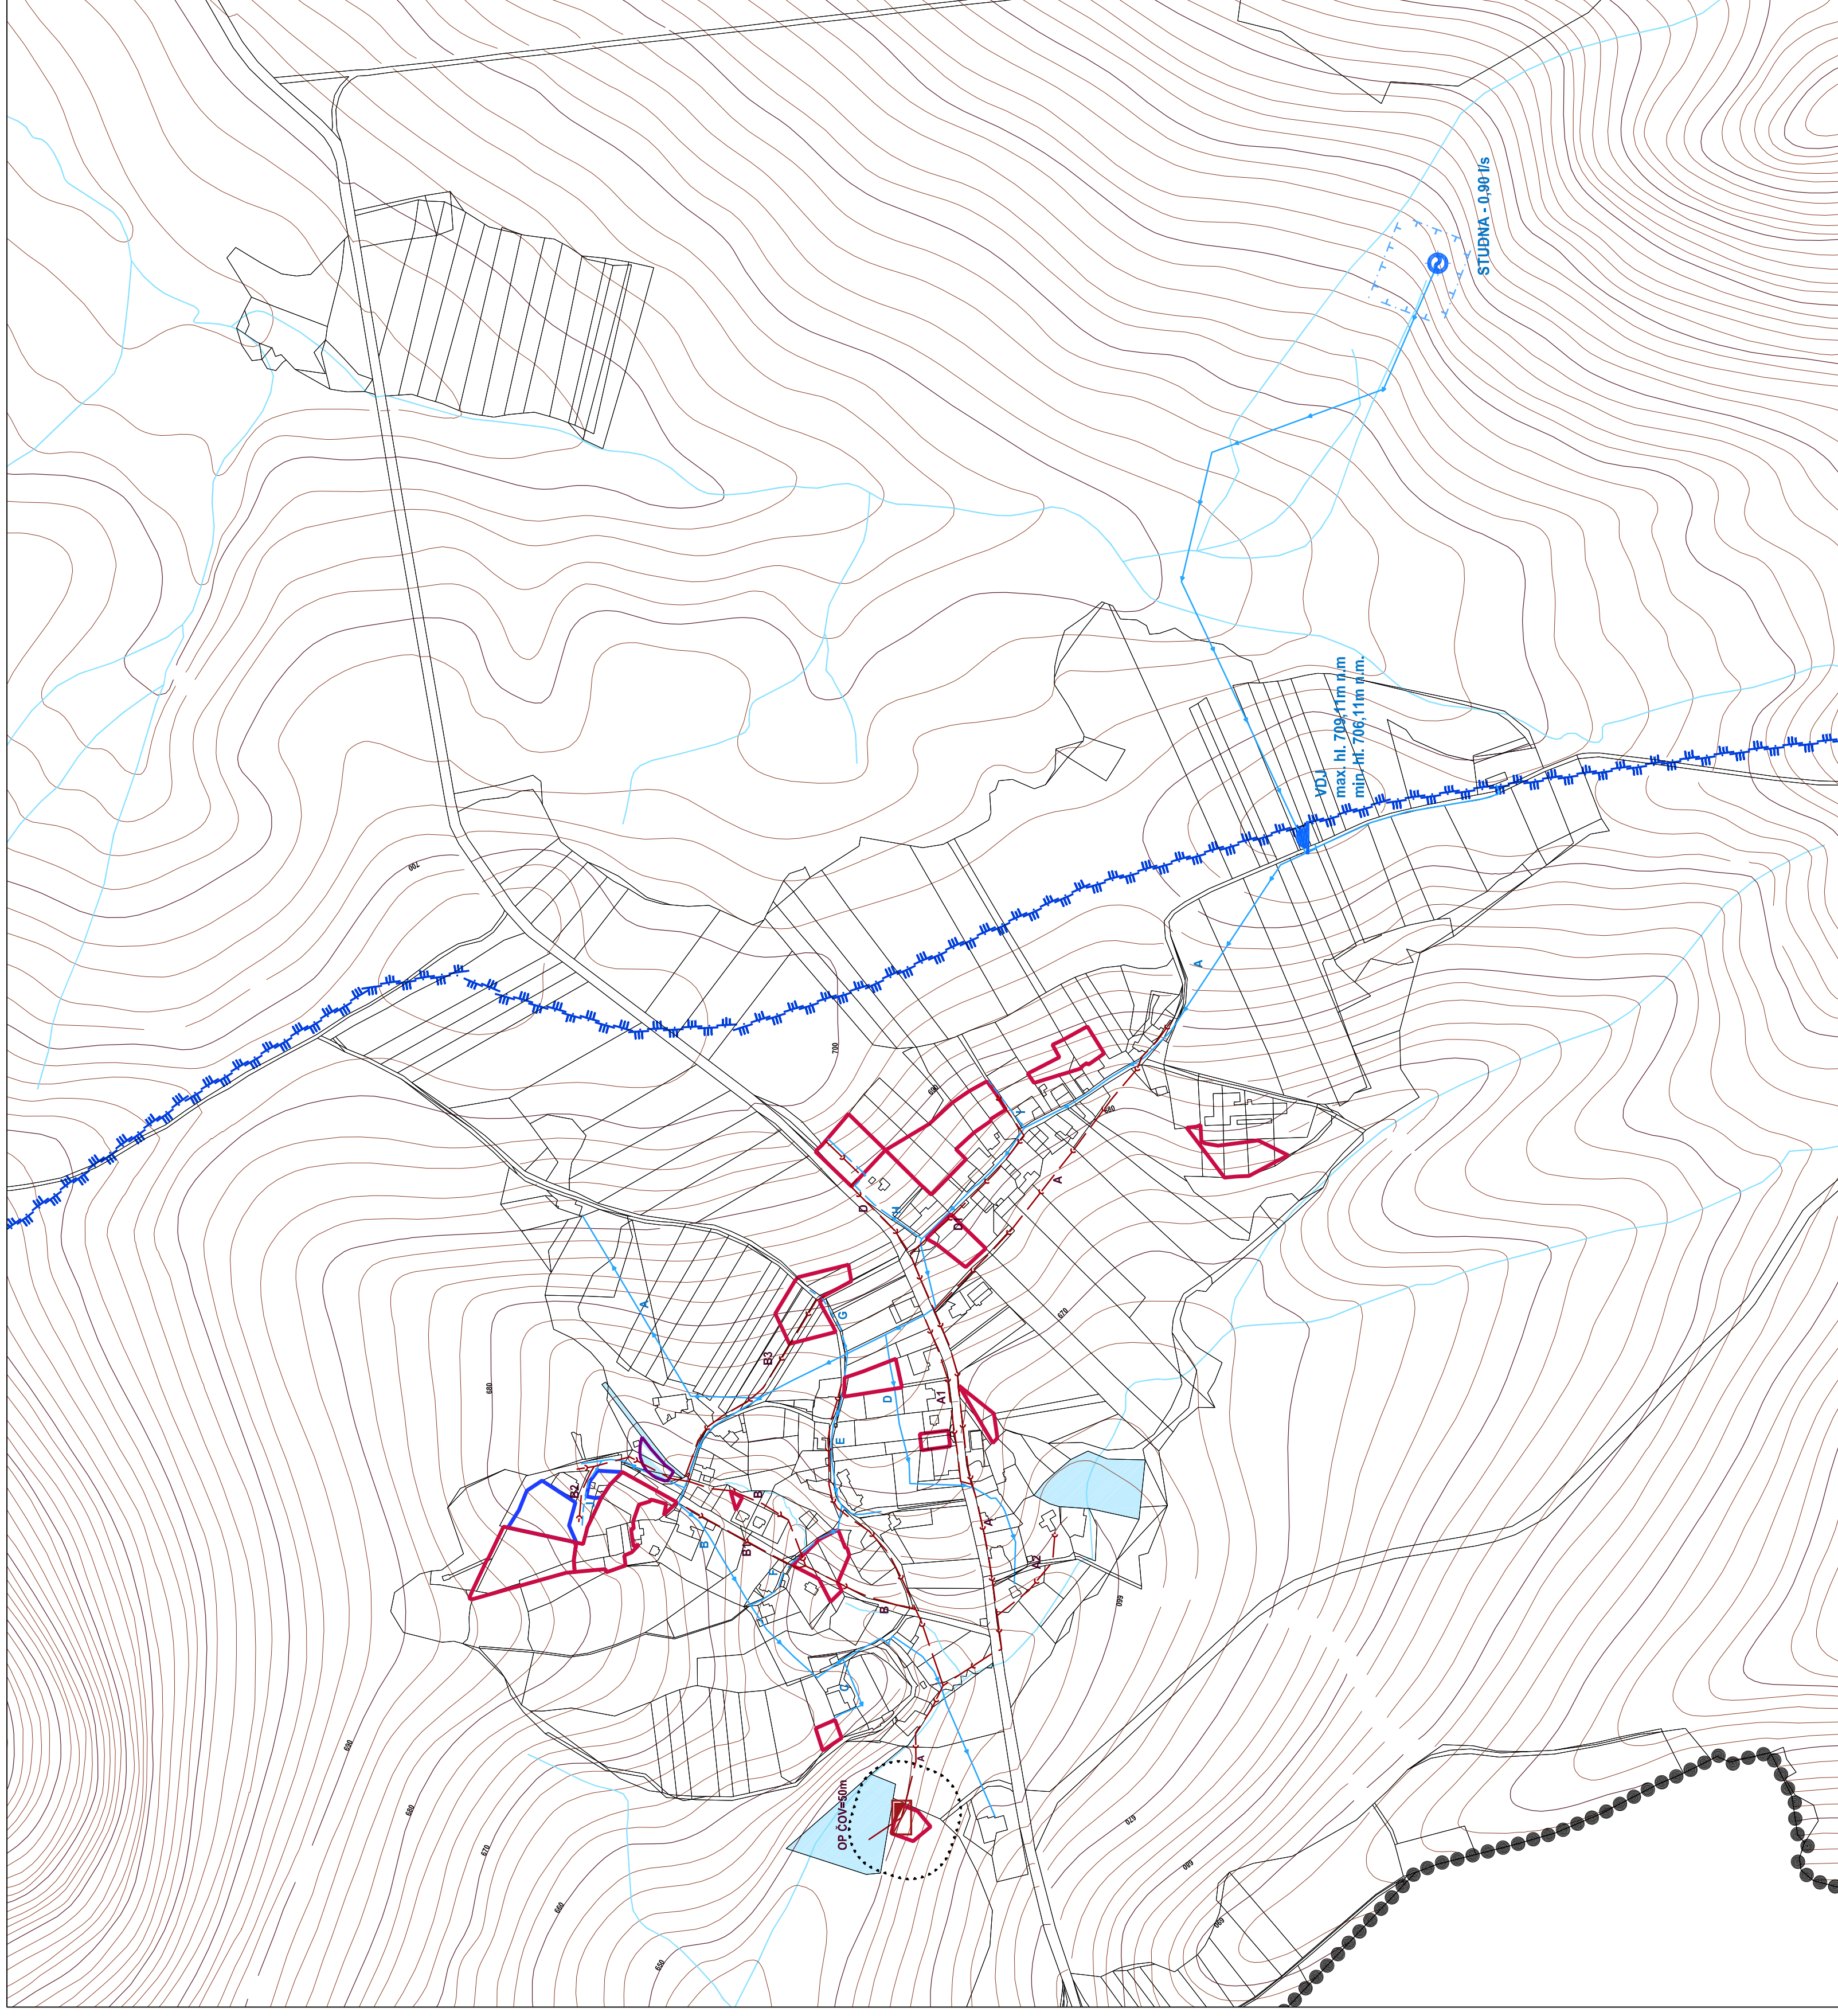 STUDNA - 0,90 l/s
VDJ
max. hl. 709,11m n.m
min. hl. 706,11m n.m.
700
A
700
690
Y
680
A
D
H
D1
670
A
G
B3
680
D
A1
E
B2
B
B
B1
F
A
A2
660
B
C
690
A
OP ČOV=50m
680
670
670
660
660
650
690